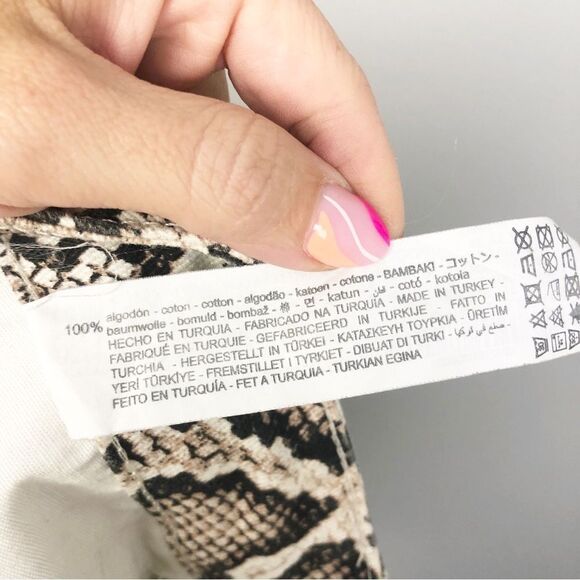 100% algodón - coton - cotton - algodão - katoen - cotone - BAMBAKI - コットン -
baumwolle - bomuld - bombaž - 棉 - 면 - katun - قطن - cotó - kotoia
HECHO EN TURQUIA - FABRICADO NA TURQUIA - MADE IN TURKEY -
FABRIQUÉ EN TURQUIE - GEFABRICEERD IN TURKIJE - FATTO IN
TURCHIA - HERGESTELLT IN TÜRKEI - ΚΑΤΑΣΚΕΥΗ ΤΟΥΡΚΙΑ - ÜRETİM
YERİ TÜRKİYE - FREMSTILLET I TYRKIET - DIBUAT DI TURKI - صنع في تركيا -
FEITO EN TURQUÍA - FET A TURQUIA - TURKIAN EGINA